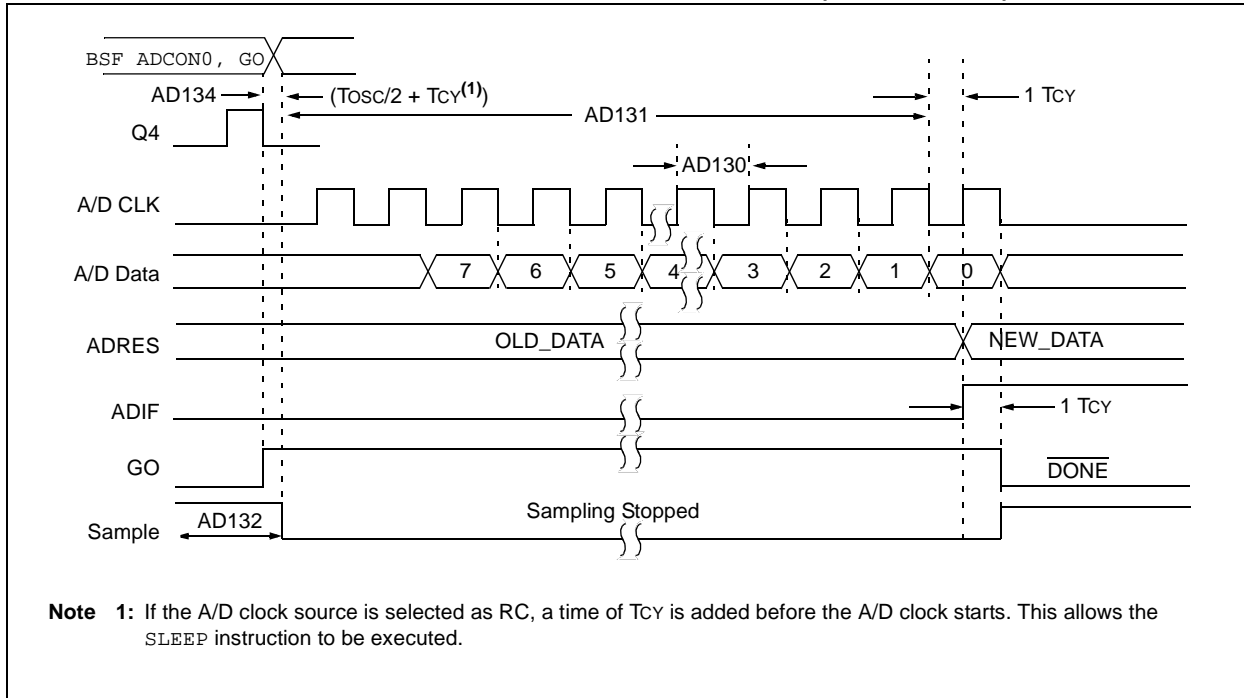 BSF ADCON0, GO
AD134
(TOSC/2 + TCY(1))
1 TCY
AD131
Q4
AD130
A/D CLK
A/D Data
7
6
5
4
3
2
1
0
OLD_DATA
ADRES
NEW_DATA
ADIF
1 TCY
GO
DONE
AD132
Sampling Stopped
Sample
Note 1: If the A/D clock source is selected as RC, a time of TCY is added before the A/D clock starts. This allows the
SLEEP instruction to be executed.